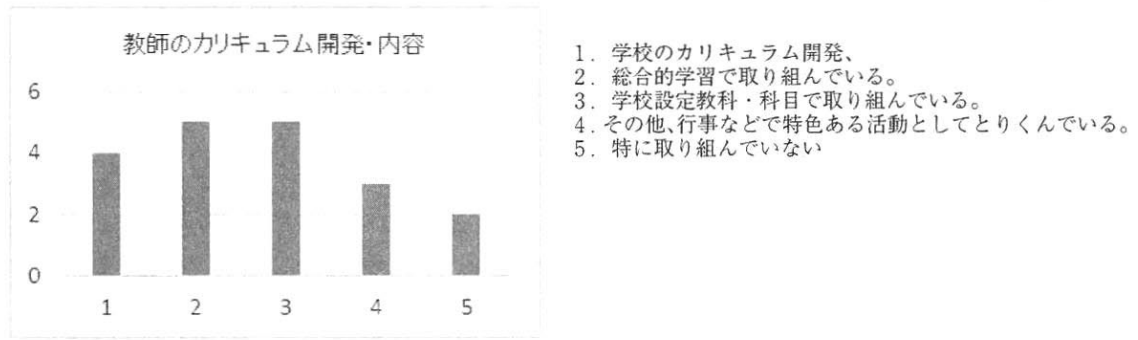 教師のカリキュラム開発・内容
6
4
2
0
1 2 3 4 5
1. 学校のカリキュラム開発、
2. 総合的学習で取り組んでいる。
3. 学校設定教科・科目で取り組んでいる。
4. その他、行事などで特色ある活動としてとりくんでいる。
5. 特に取り組んでいない